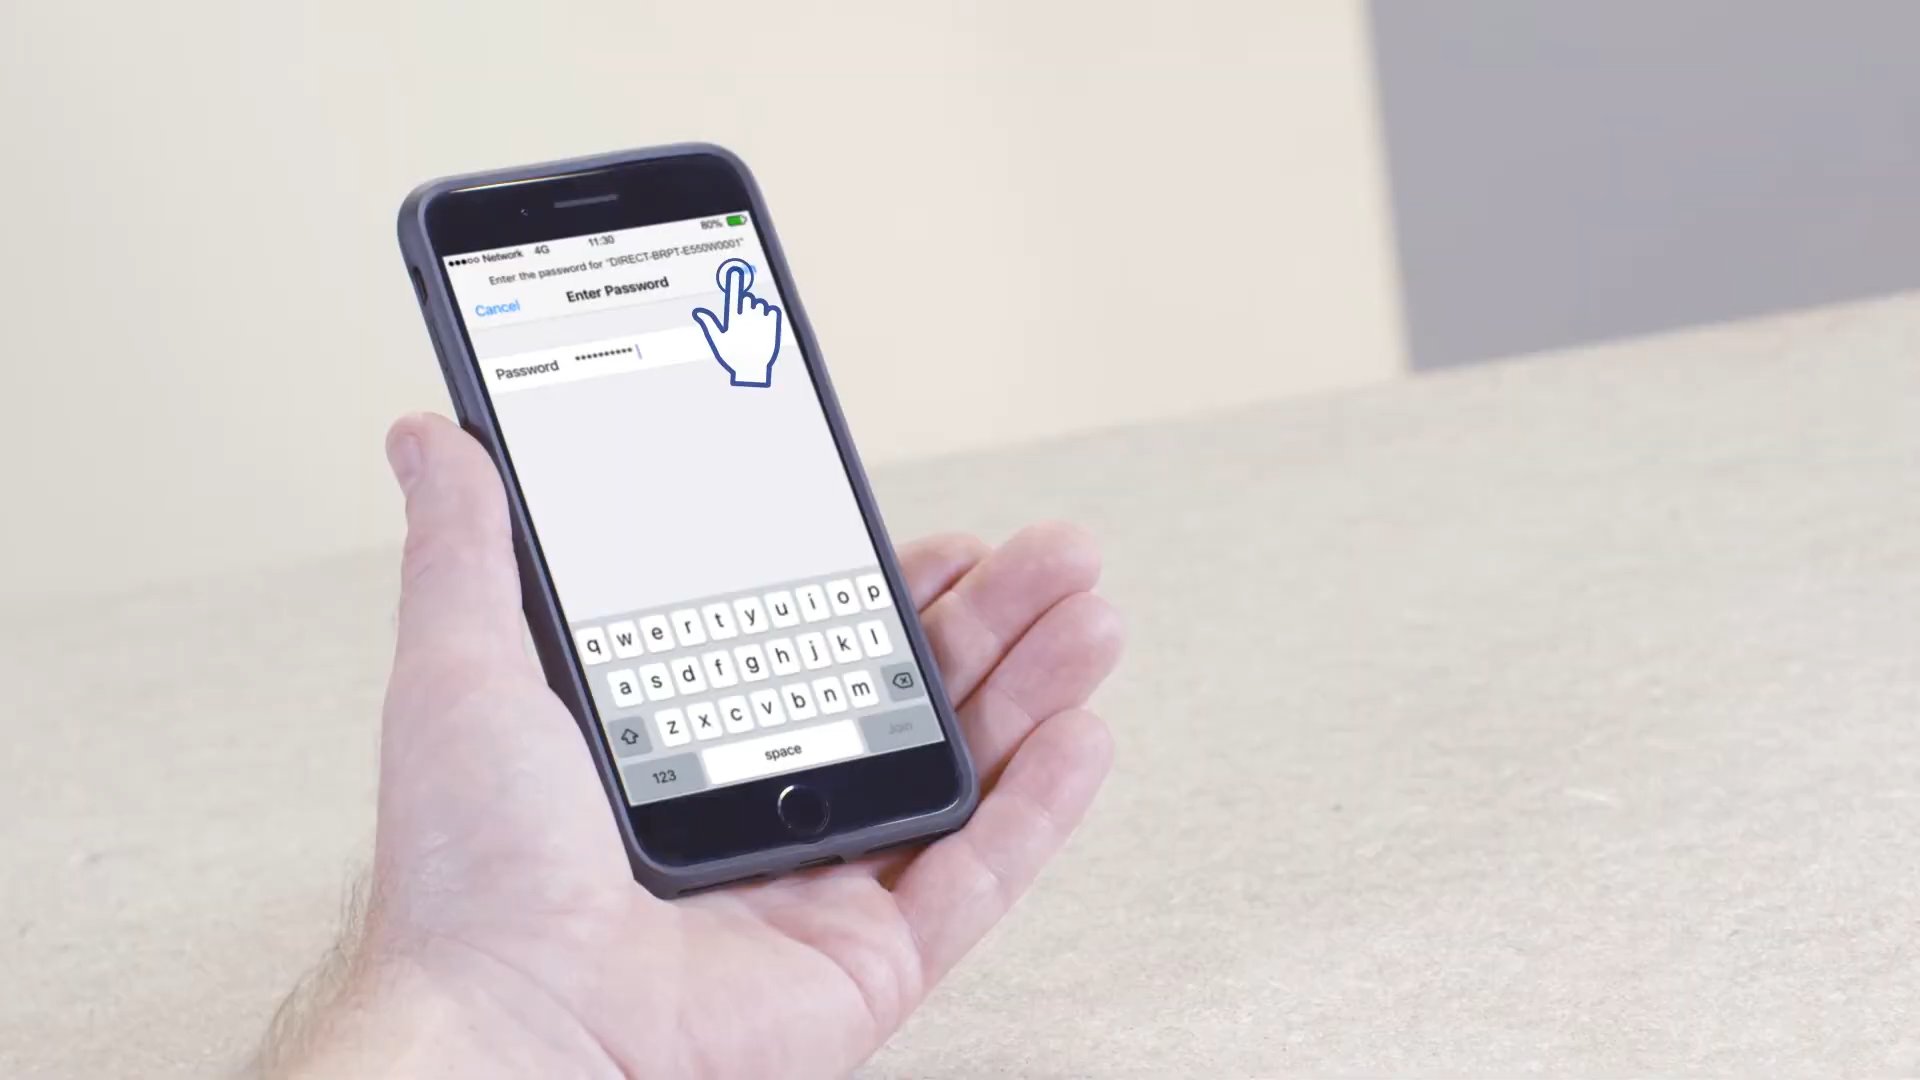 Network 4G 11:30 80%
Enter the password for "DIRECT-BRPT-E550W0001"
Cancel Enter Password
Password ••••••••••
q w e r t y u i o p
a s d f g h j k l
z x c v b n m
123 space Join